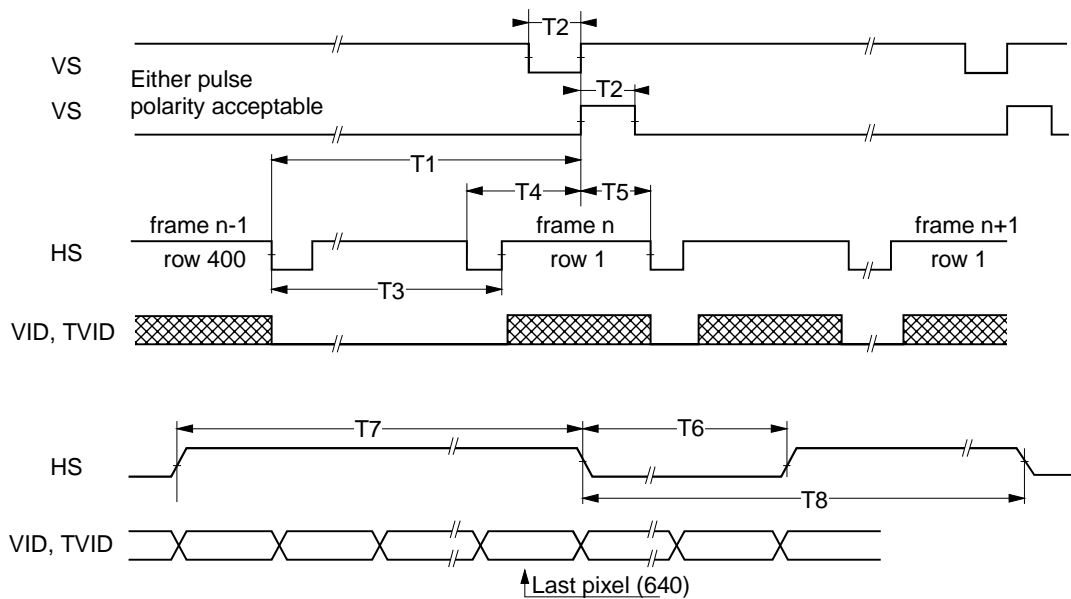 T2
VS
Either pulse
polarity acceptable
T2
VS
T1
T4
T5
frame n-1
frame n
frame n+1
HS
row 400
row 1
row 1
T3
VID, TVID
T7
T6
HS
T8
VID, TVID
Last pixel (640)